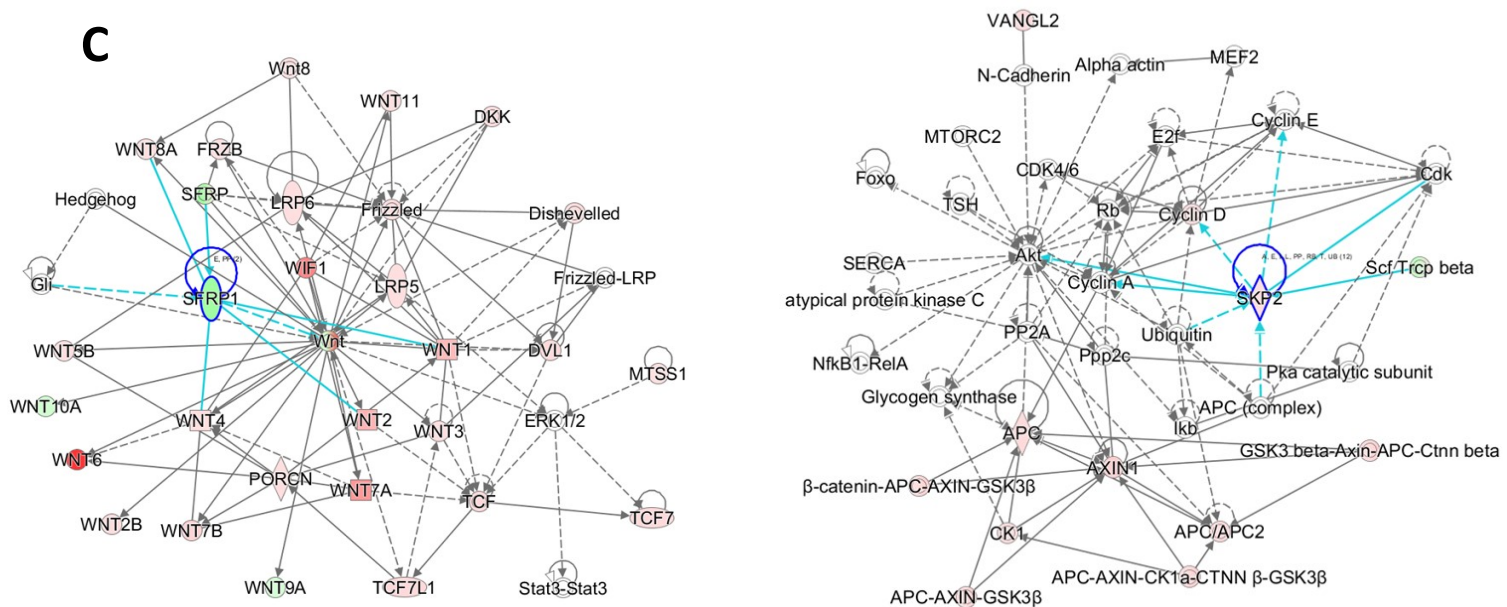 C
Wnt8
WNT11
DKK
WNT8A
FRZB
SFRP
LRP6
Hedgehog
Frizzled
Dishevelled
E, PP (2)
WIF1
Gli
SFRP1
LRP5
Frizzled-LRP
WNT5B
Wnt
WNT1
DVL1
MTSS1
WNT10A
WNT4
WNT2
WNT3
ERK1/2
WNT6
PORCN
WNT7A
TCF
WNT2B
WNT7B
TCF7
WNT9A
TCF7L1
Stat3-Stat3
VANGL2
N-Cadherin
Alpha actin
MEF2
MTORC2
E2f
Cyclin E
Foxo
CDK4/6
Cdk
TSH
Rb
Cyclin D
SERCA
Akt
Cyclin A
Scf Trcp beta
atypical protein kinase C
SKP2
PP2A
Ubiquitin
NfkB1-RelA
Ppp2c
Pka catalytic subunit
Glycogen synthase
APC (complex)
APC
Ikb
AXIN1
GSK3 beta-Axin-APC-Ctnn beta
β-catenin-APC-AXIN-GSK3β
CK1
APC/APC2
APC-AXIN-CK1a-CTNN β-GSK3β
APC-AXIN-GSK3β